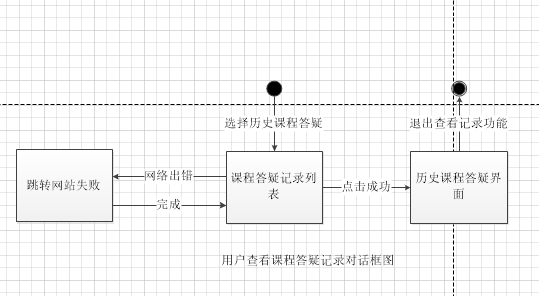 选择历史课程答疑
退出查看记录功能
跳转网站失败
网络出错
完成
课程答疑记录列
表
点击成功
历史课程答疑界
面
用户查看课程答疑记录对话框图